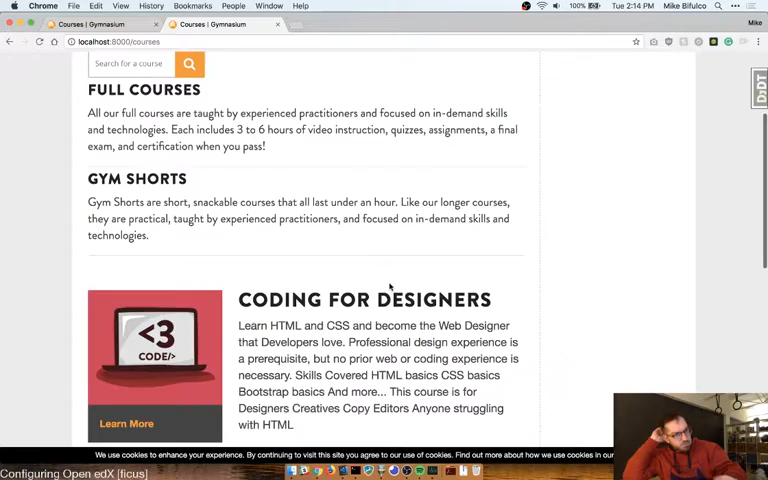 Chrome File Edit View History Bookmarks People Window Help 100% Tue 2:14 PM Mike Bifulco
Courses | Gymnasium Courses | Gymnasium Mike
localhost:8000/courses
Search for a course
DjDT
FULL COURSES
All our full courses are taught by experienced practitioners and focused on in-demand skills
and technologies. Each includes 3 to 6 hours of video instruction, quizzes, assignments, a final
exam, and certification when you pass!
GYM SHORTS
Gym Shorts are short, snackable courses that all last under an hour. Like our longer courses,
they are practical, taught by experienced practitioners, and focused on in-demand skills and
technologies.
<3
CODE/>
Learn More
CODING FOR DESIGNERS
Learn HTML and CSS and become the Web Designer
that Developers love. Professional design experience is
a prerequisite, but no prior web or coding experience is
necessary. Skills Covered HTML basics CSS basics
Bootstrap basics And more... This course is for
Designers Creatives Copy Editors Anyone struggling
with HTML
We use cookies to enhance your experience. By continuing to visit this site you agree to our use of cookies. Find out more about how we use cookies in our
Configuring Open edX [ficus]